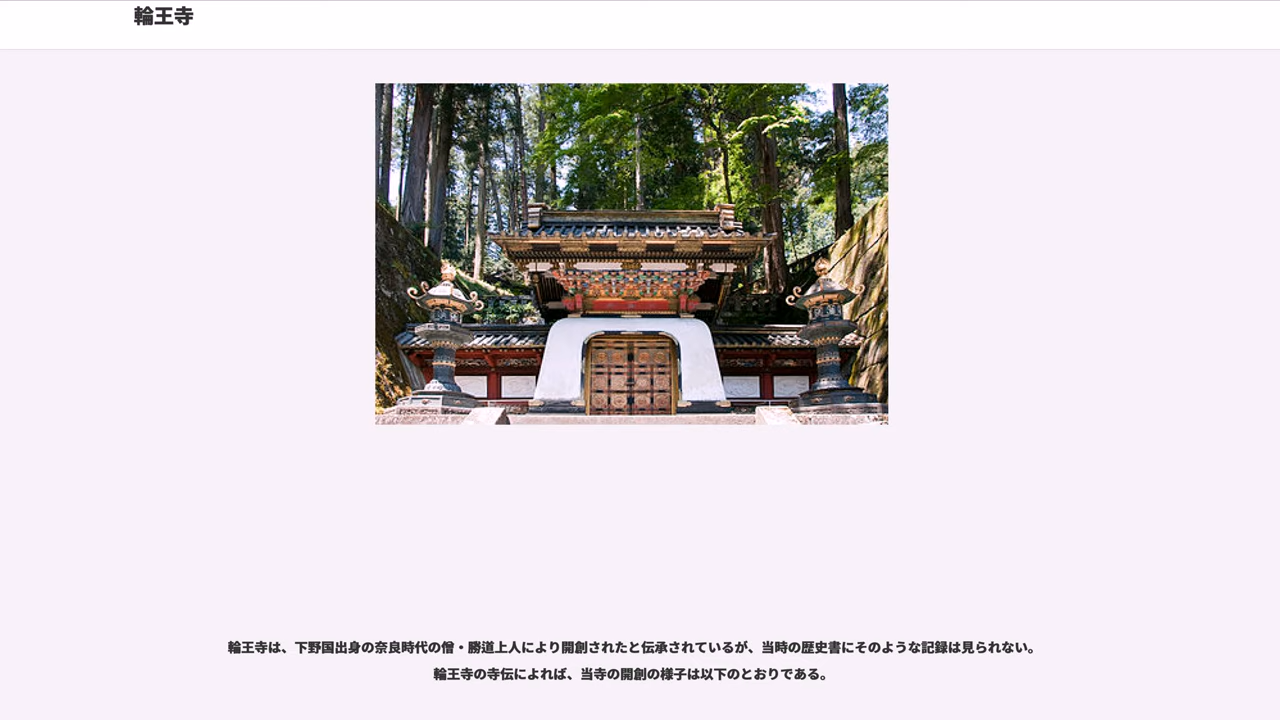 輪王寺
輪王寺は、下野国出身の奈良時代の僧・勝道上人により開創されたと伝承されているが、当時の歴史書にそのような記録は見られない。
輪王寺の寺伝によれば、当寺の開創の様子は以下のとおりである。